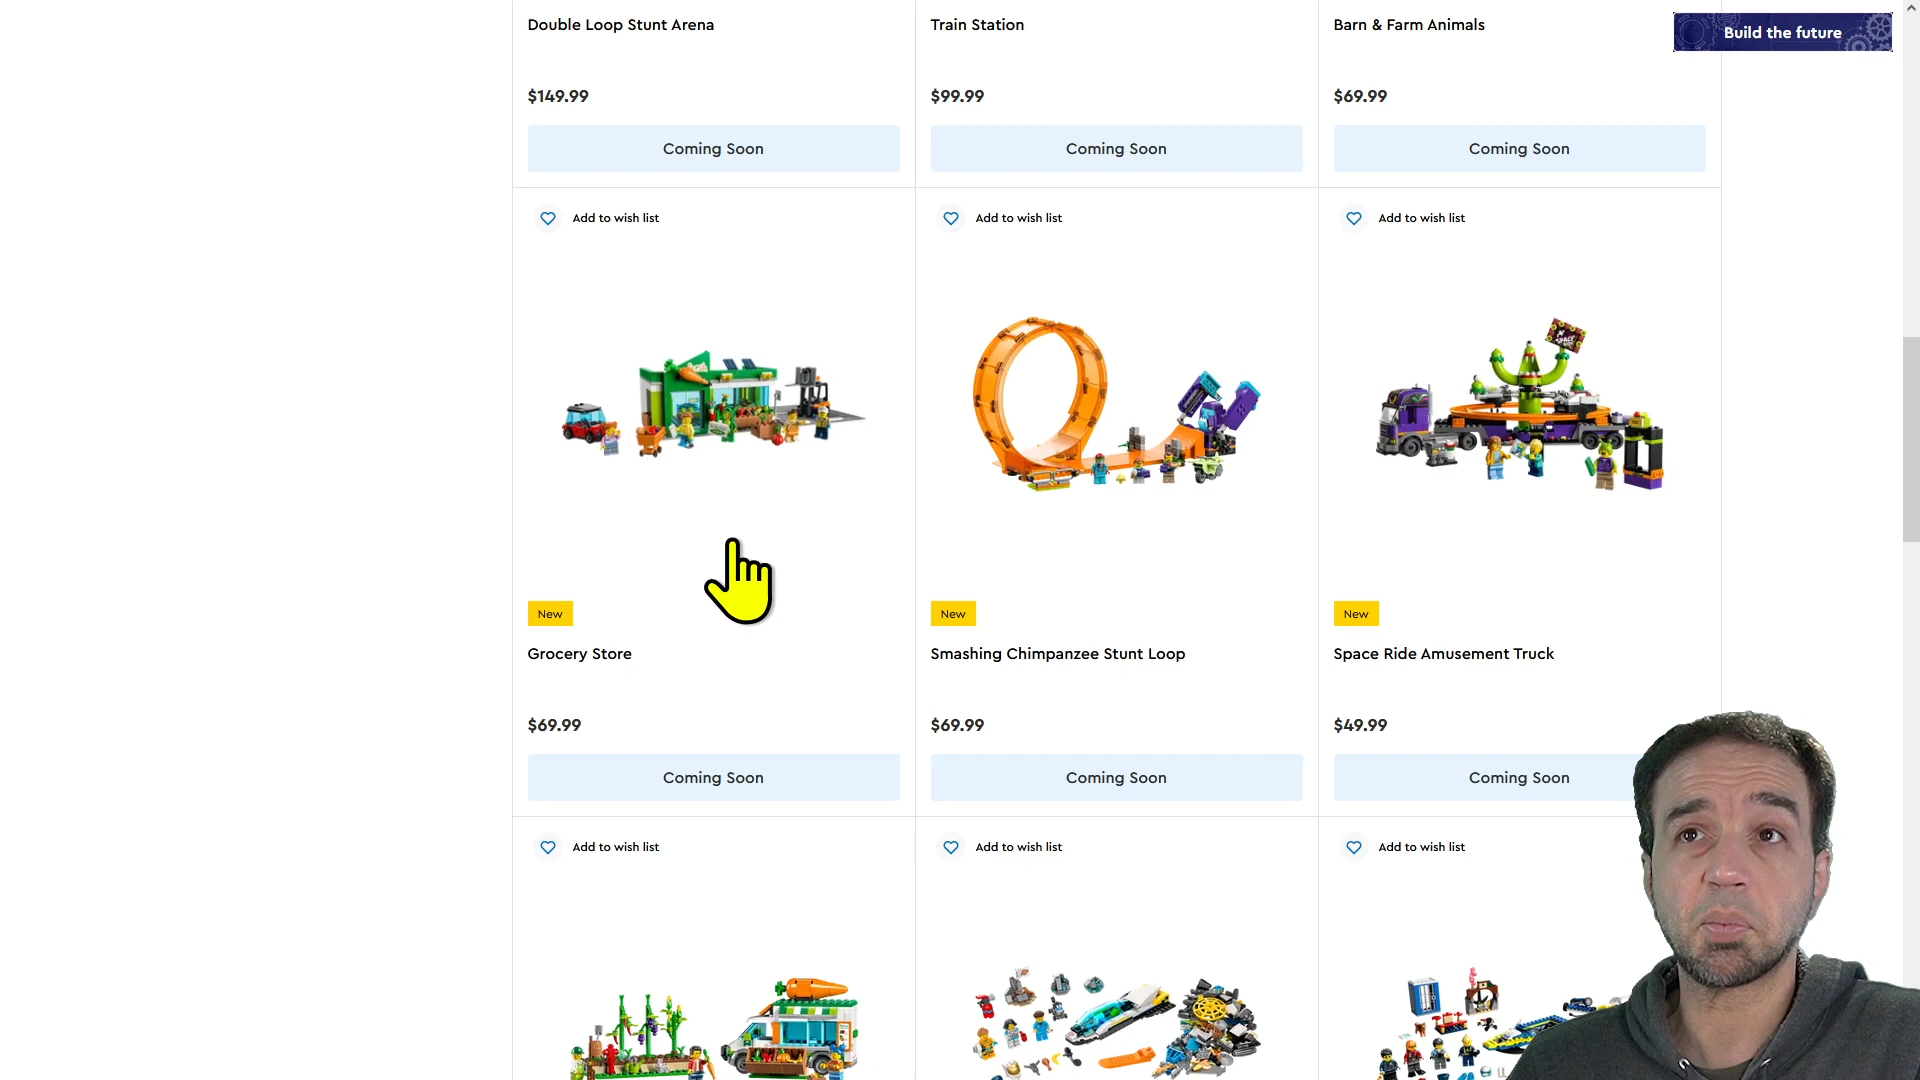 Double Loop Stunt Arena
Train Station
Barn & Farm Animals
Build the future
$149.99
$99.99
$69.99
Coming Soon
Coming Soon
Coming Soon
Add to wish list
Add to wish list
Add to wish list
New
New
New
Grocery Store
Smashing Chimpanzee Stunt Loop
Space Ride Amusement Truck
$69.99
$69.99
$49.99
Coming Soon
Coming Soon
Coming Soon
Add to wish list
Add to wish list
Add to wish list